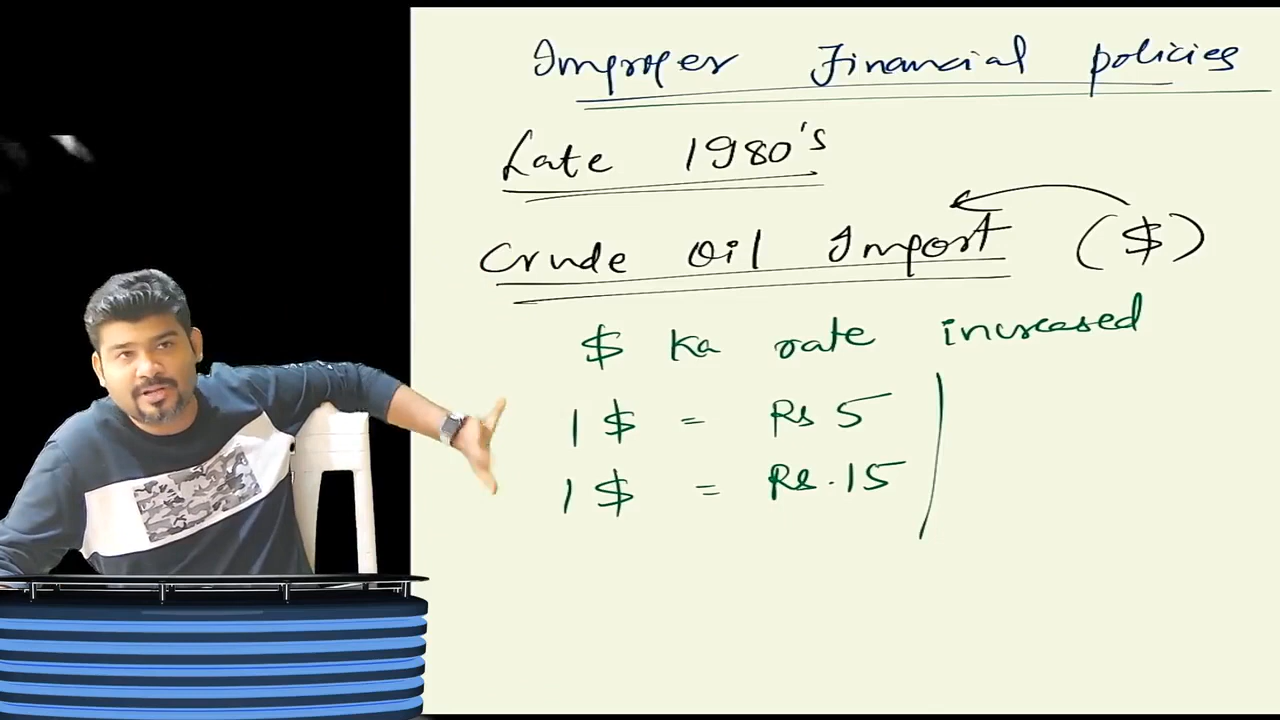 Improper Financial policies
Late 1980's
Crude Oil Import ($)
$ ka rate increased
1 $ = Rs 5
1 $ = Rs. 15